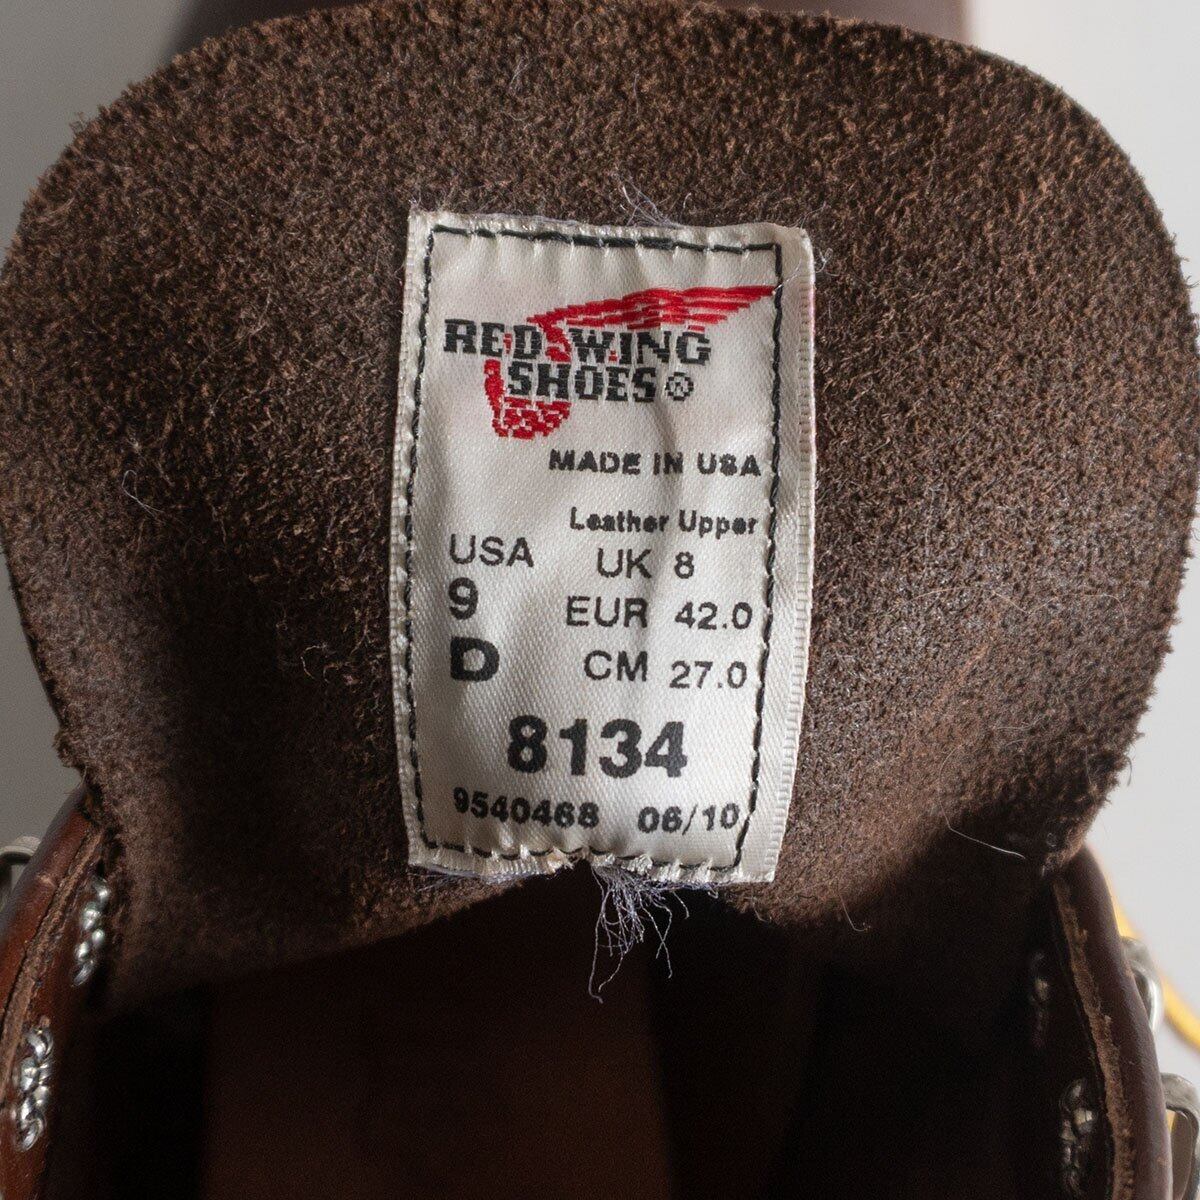 RED WING
SHOES®
MADE IN USA
Leather Upper
USA UK 8
9 EUR 42.0
D CM 27.0
8134
9540468 06/10